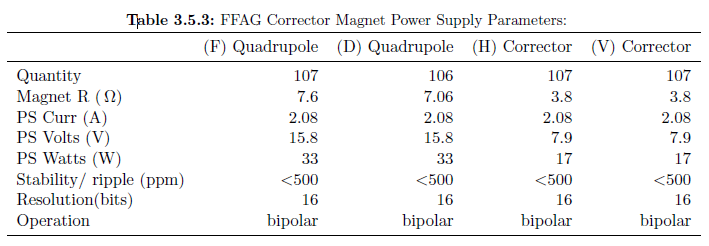 Table 3.5.3: FFAG Corrector Magnet Power Supply Parameters:
(F) Quadrupole (D) Quadrupole (H) Corrector (V) Corrector
Quantity 107 106 107 107
Magnet R ( Ω) 7.6 7.06 3.8 3.8
PS Curr (A) 2.08 2.08 2.08 2.08
PS Volts (V) 15.8 15.8 7.9 7.9
PS Watts (W) 33 33 17 17
Stability/ ripple (ppm) <500 <500 <500 <500
Resolution(bits) 16 16 16 16
Operation bipolar bipolar bipolar bipolar